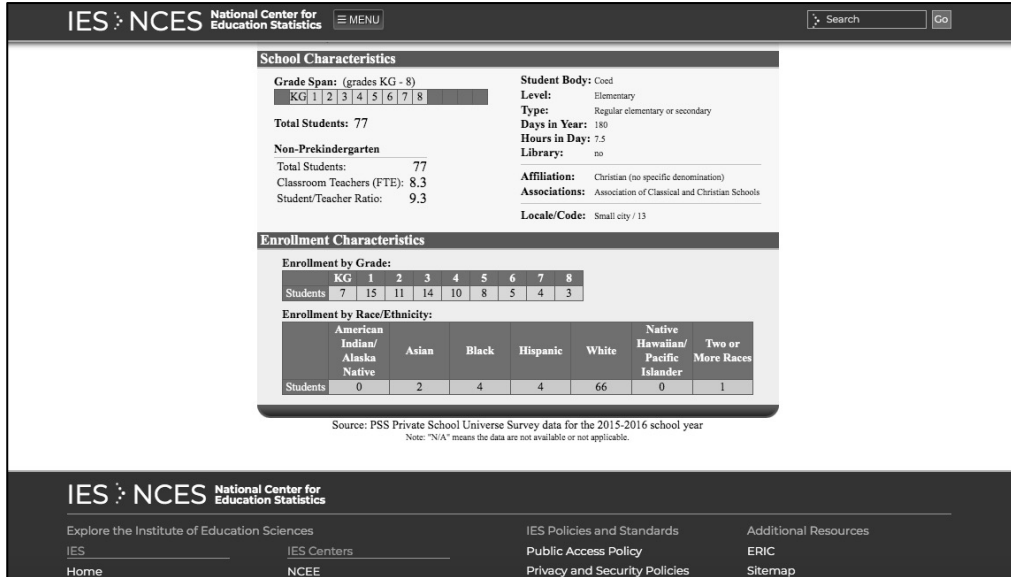 IES NCES National Center for Education Statistics ≡ MENU Search Go
School Characteristics
Grade Span: (grades KG - 8)
KG 1 2 3 4 5 6 7 8
Total Students: 77
Non-Prekindergarten
Total Students: 77
Classroom Teachers (FTE): 8.3
Student/Teacher Ratio: 9.3
Student Body: Coed
Level: Elementary
Type: Regular elementary or secondary
Days in Year: 180
Hours in Day: 7.5
Library: no
Affiliation: Christian (no specific denomination)
Associations: Association of Classical and Christian Schools
Locale/Code: Small city / 13
Enrollment Characteristics
Enrollment by Grade:
KG 1 2 3 4 5 6 7 8
Students 7 15 11 14 10 8 5 4 3
Enrollment by Race/Ethnicity:
American Indian/ Alaska Native Asian Black Hispanic White Native Hawaiian/ Pacific Islander Two or More Races
Students 0 2 4 4 66 0 1
Source: PSS Private School Universe Survey data for the 2015-2016 school year
Note: "N/A" means the data are not available or not applicable.
IES NCES National Center for Education Statistics
Explore the Institute of Education Sciences IES Policies and Standards Additional Resources
IES IES Centers Public Access Policy ERIC
Home NCEE Privacy and Security Policies Sitemap